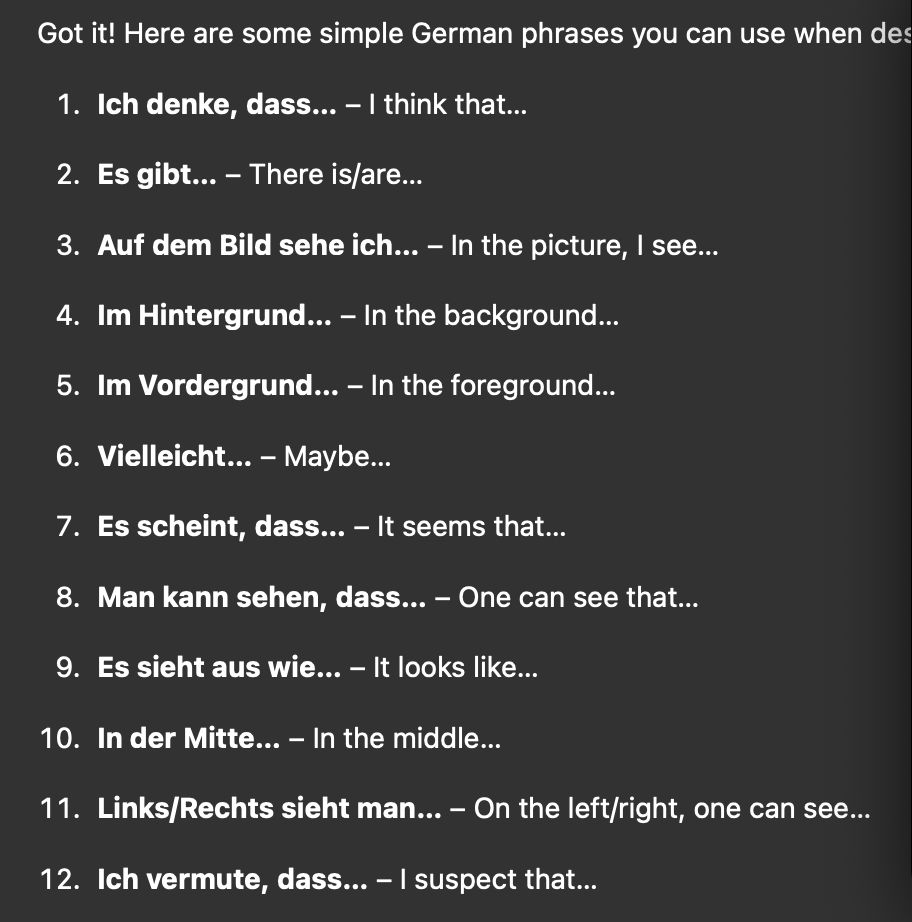 Got it! Here are some simple German phrases you can use when des
1. Ich denke, dass... – I think that...
2. Es gibt... – There is/are...
3. Auf dem Bild sehe ich... – In the picture, I see...
4. Im Hintergrund... – In the background...
5. Im Vordergrund... – In the foreground...
6. Vielleicht... – Maybe...
7. Es scheint, dass... – It seems that...
8. Man kann sehen, dass... – One can see that...
9. Es sieht aus wie... – It looks like...
10. In der Mitte... – In the middle...
11. Links/Rechts sieht man... – On the left/right, one can see...
12. Ich vermute, dass... – I suspect that...